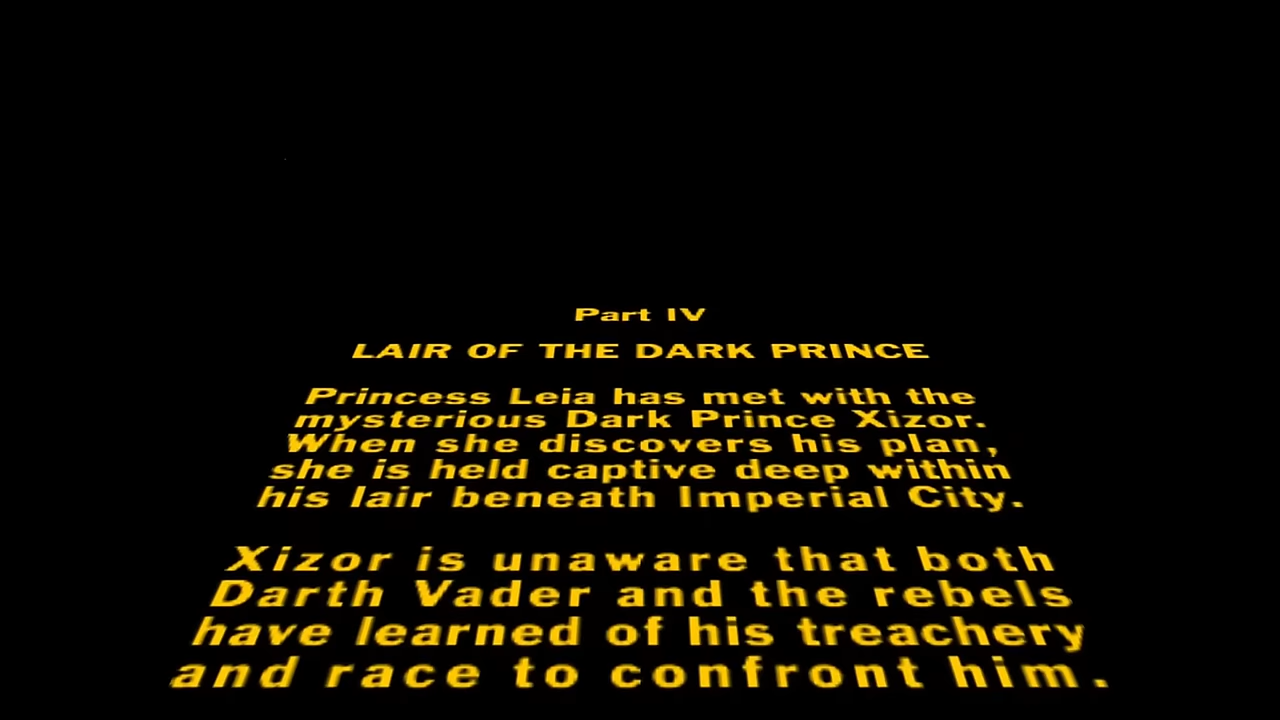 Part IV
LAIR OF THE DARK PRINCE
Princess Leia has met with the
mysterious Dark Prince Xizor.
When she discovers his plan,
she is held captive deep within
his lair beneath Imperial City.
Xizor is unaware that both
Darth Vader and the rebels
have learned of his treachery
and race to confront him.